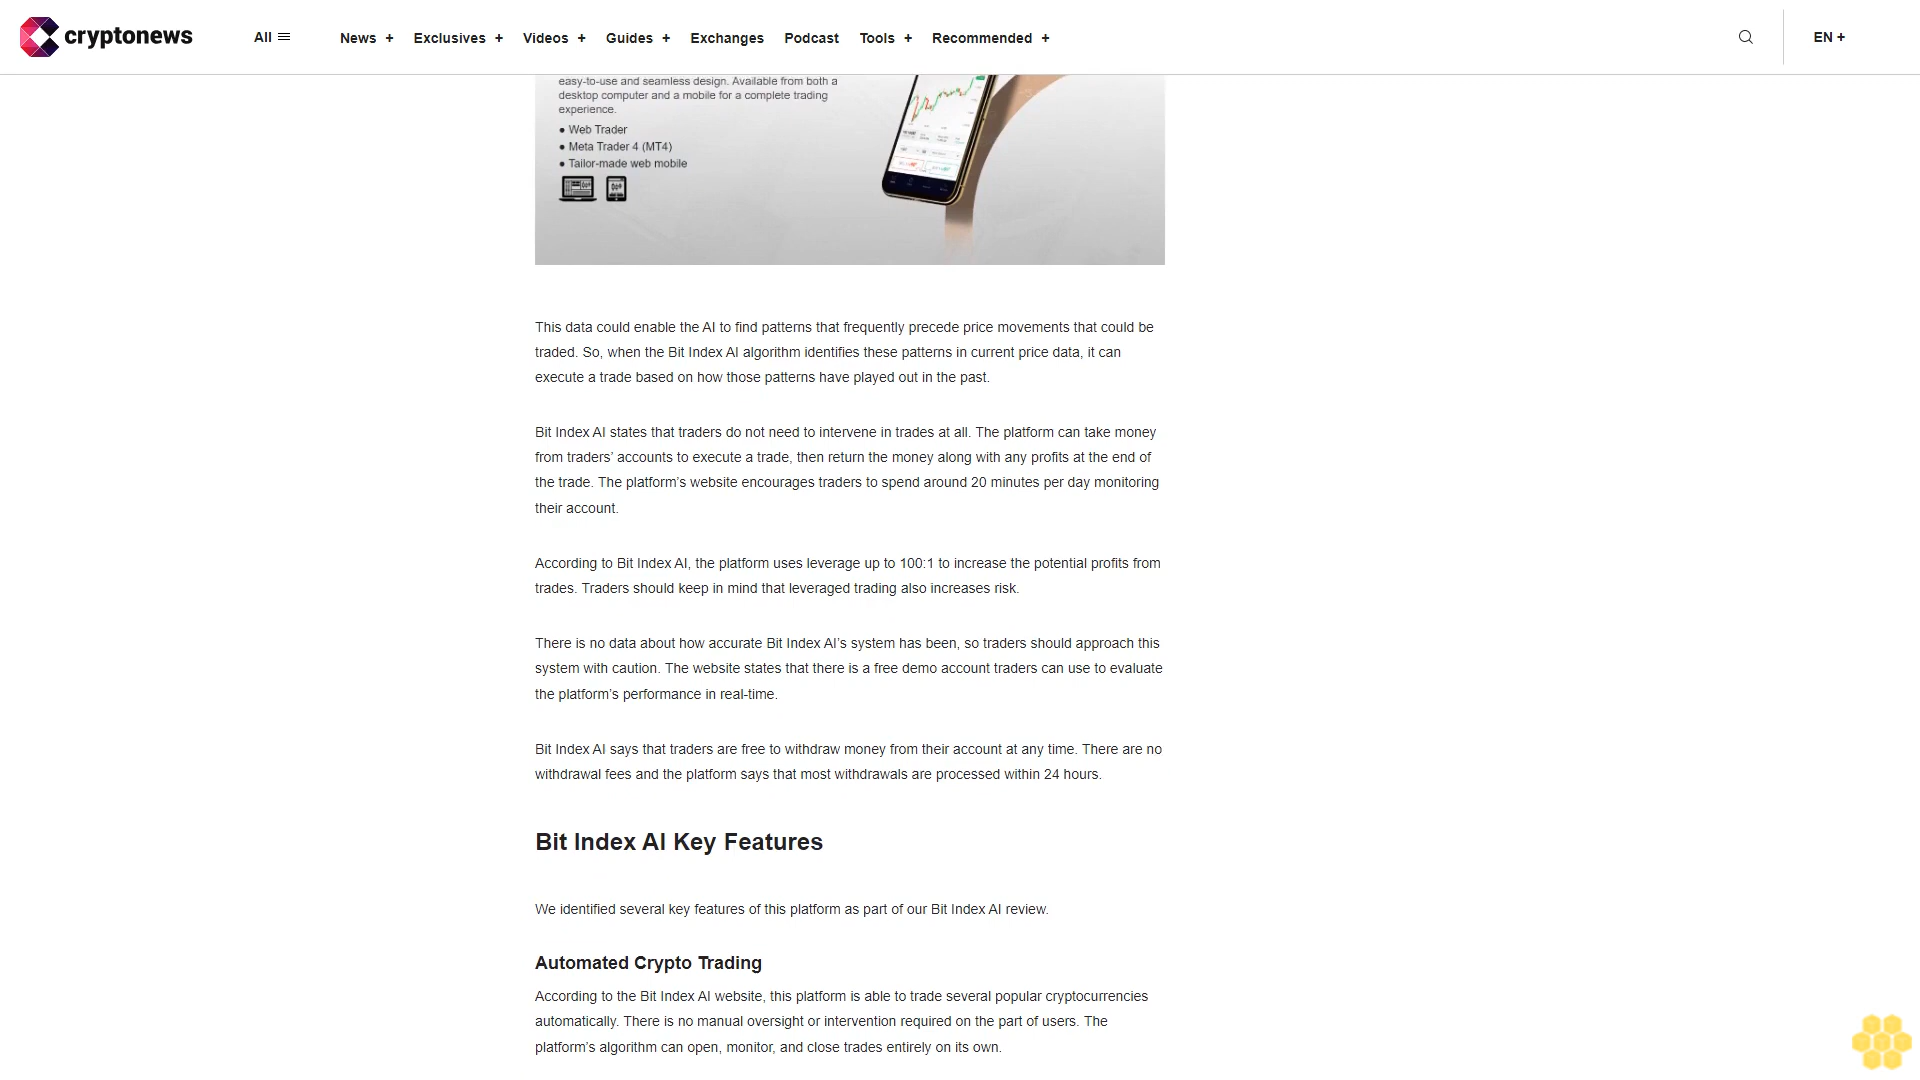 cryptonews
All
News +
Exclusives +
Videos +
Guides +
Exchanges
Podcast
Tools +
Recommended +
EN +
easy-to-use and seamless design. Available from both a
desktop computer and a mobile for a complete trading
experience.
● Web Trader
● Meta Trader 4 (MT4)
● Tailor-made web mobile
This data could enable the AI to find patterns that frequently precede price movements that could be
traded. So, when the Bit Index AI algorithm identifies these patterns in current price data, it can
execute a trade based on how those patterns have played out in the past.
Bit Index AI states that traders do not need to intervene in trades at all. The platform can take money
from traders’ accounts to execute a trade, then return the money along with any profits at the end of
the trade. The platform’s website encourages traders to spend around 20 minutes per day monitoring
their account.
According to Bit Index AI, the platform uses leverage up to 100:1 to increase the potential profits from
trades. Traders should keep in mind that leveraged trading also increases risk.
There is no data about how accurate Bit Index AI’s system has been, so traders should approach this
system with caution. The website states that there is a free demo account traders can use to evaluate
the platform’s performance in real-time.
Bit Index AI says that traders are free to withdraw money from their account at any time. There are no
withdrawal fees and the platform says that most withdrawals are processed within 24 hours.
Bit Index AI Key Features
We identified several key features of this platform as part of our Bit Index AI review.
Automated Crypto Trading
According to the Bit Index AI website, this platform is able to trade several popular cryptocurrencies
automatically. There is no manual oversight or intervention required on the part of users. The
platform’s algorithm can open, monitor, and close trades entirely on its own.